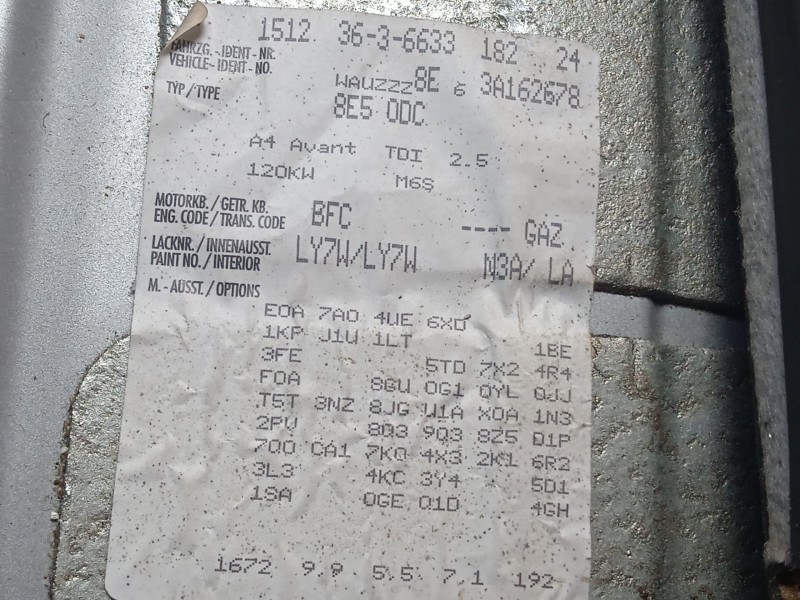 1512 36-3-6633 182 24
FAHRZG.-IDENT-NR.
VEHICLE-IDENT-NO. WAUZZZ8E 6 3A162678
TYP/TYPE 8E5 0DC
A4 Avant TDI 2.5
120KW M6S
MOTORKB./GETR. KB.
ENG. CODE/TRANS. CODE BFC ---- GAZ
LACKNR./INNENAUSST.
PAINT NO./INTERIOR LY7W/LY7W N3A/ LA
M.-AUSST./OPTIONS
E0A 7A0 4UE 6XD
1KP J1U 1LT 1BE
3FE 5TD 7X2 4R4
F0A 8GU 0G1 0YL 0JJ
T5T 3NZ 8JG U1A X0A 1N3
2PU 8Q3 9Q3 8Z5 D1P
700 CA1 7K0 4X3 2K1 6R2
3L3 4KC 3Y4 5D1
1SA 0GE Q1D 4GH
1672 9.9 5.5 7.1 192